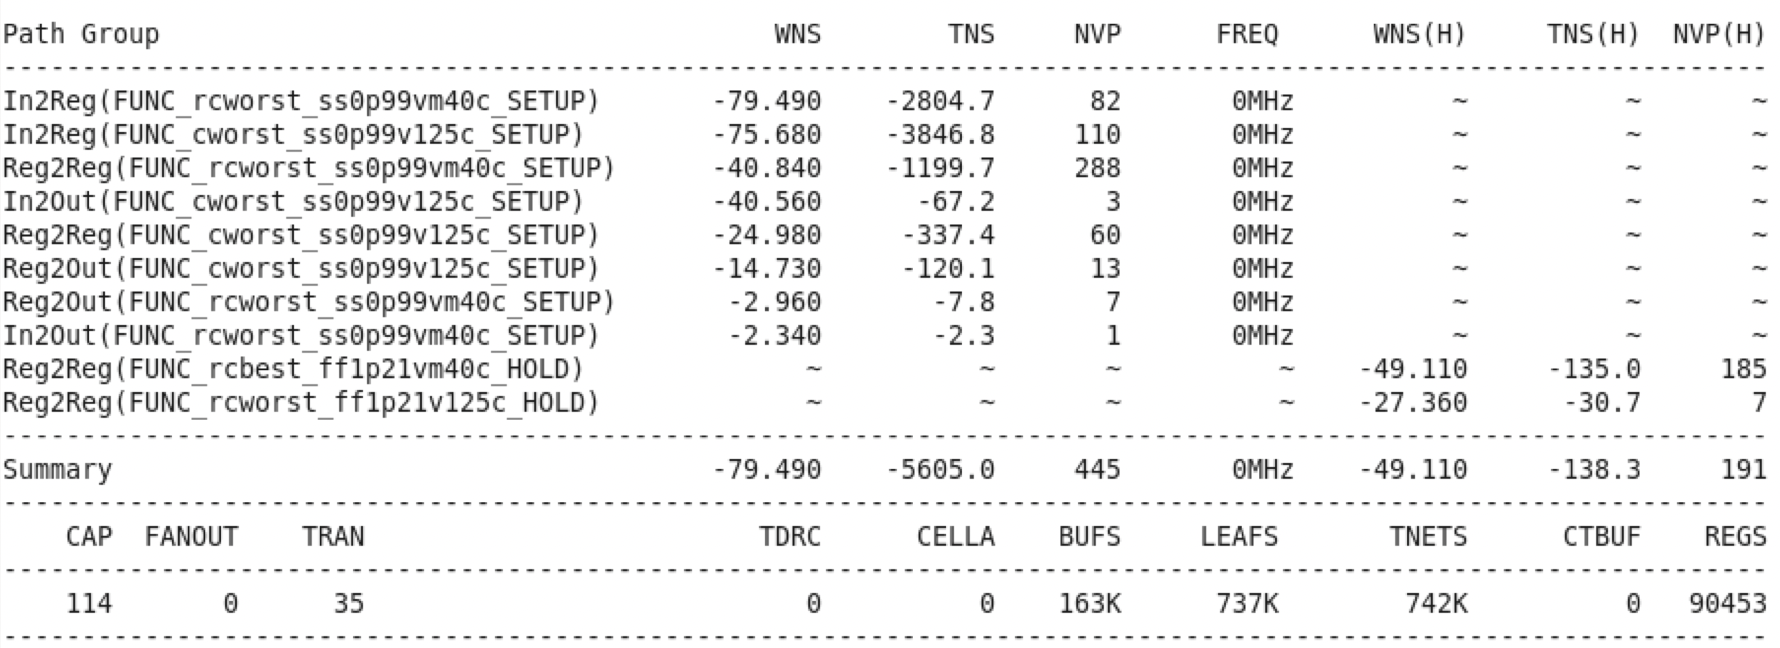 Path Group WNS TNS NVP FREQ WNS(H) TNS(H) NVP(H)
In2Reg(FUNC_rcworst_ss0p99vm40c_SETUP) -79.490 -2804.7 82 0MHz ~ ~ ~
In2Reg(FUNC_cworst_ss0p99v125c_SETUP) -75.680 -3846.8 110 0MHz ~ ~ ~
Reg2Reg(FUNC_rcworst_ss0p99vm40c_SETUP) -40.840 -1199.7 288 0MHz ~ ~ ~
In2Out(FUNC_cworst_ss0p99v125c_SETUP) -40.560 -67.2 3 0MHz ~ ~ ~
Reg2Reg(FUNC_cworst_ss0p99v125c_SETUP) -24.980 -337.4 60 0MHz ~ ~ ~
Reg2Out(FUNC_cworst_ss0p99v125c_SETUP) -14.730 -120.1 13 0MHz ~ ~ ~
Reg2Out(FUNC_rcworst_ss0p99vm40c_SETUP) -2.960 -7.8 7 0MHz ~ ~ ~
In2Out(FUNC_rcworst_ss0p99vm40c_SETUP) -2.340 -2.3 1 0MHz ~ ~ ~
Reg2Reg(FUNC_rcbest_ff1p21vm40c_HOLD) ~ ~ ~ ~ -49.110 -135.0 185
Reg2Reg(FUNC_rcworst_ff1p21v125c_HOLD) ~ ~ ~ ~ -27.360 -30.7 7
Summary -79.490 -5605.0 445 0MHz -49.110 -138.3 191
CAP FANOUT TRAN TDRC CELLA BUFS LEAFS TNETS CTBUF REGS
114 0 35 0 0 163K 737K 742K 0 90453